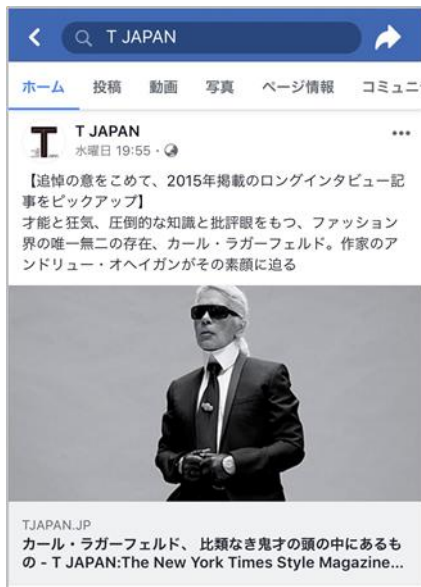 T JAPAN
ホーム 投稿 動画 写真 ページ情報 コミュニ
T JAPAN
水曜日 19:55
【追悼の意をこめて、2015年掲載のロングインタビュー記
事をピックアップ】
才能と狂気、圧倒的な知識と批評眼をもつ、ファッション
界の唯一無二の存在、カール・ラガーフェルド。作家のア
ンドリュー・オヘイガンがその素顔に迫る
TJAPAN.JP
カール・ラガーフェルド、 比類なき鬼才の頭の中にあるも
の - T JAPAN:The New York Times Style Magazine...